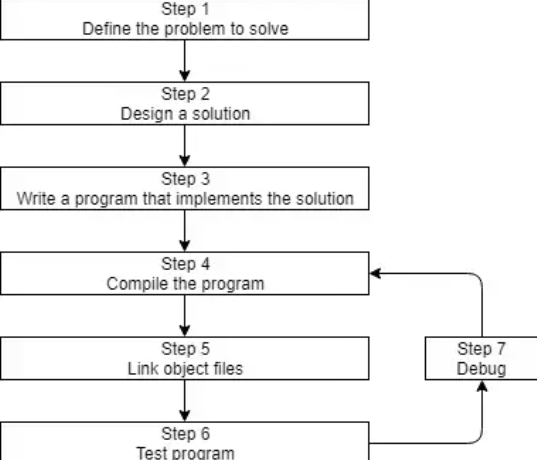 Step 1
Define the problem to solve
Step 2
Design a solution
Step 3
Write a program that implements the solution
Step 4
Compile the program
Step 5
Link object files
Step 7
Debug
Step 6
Test program